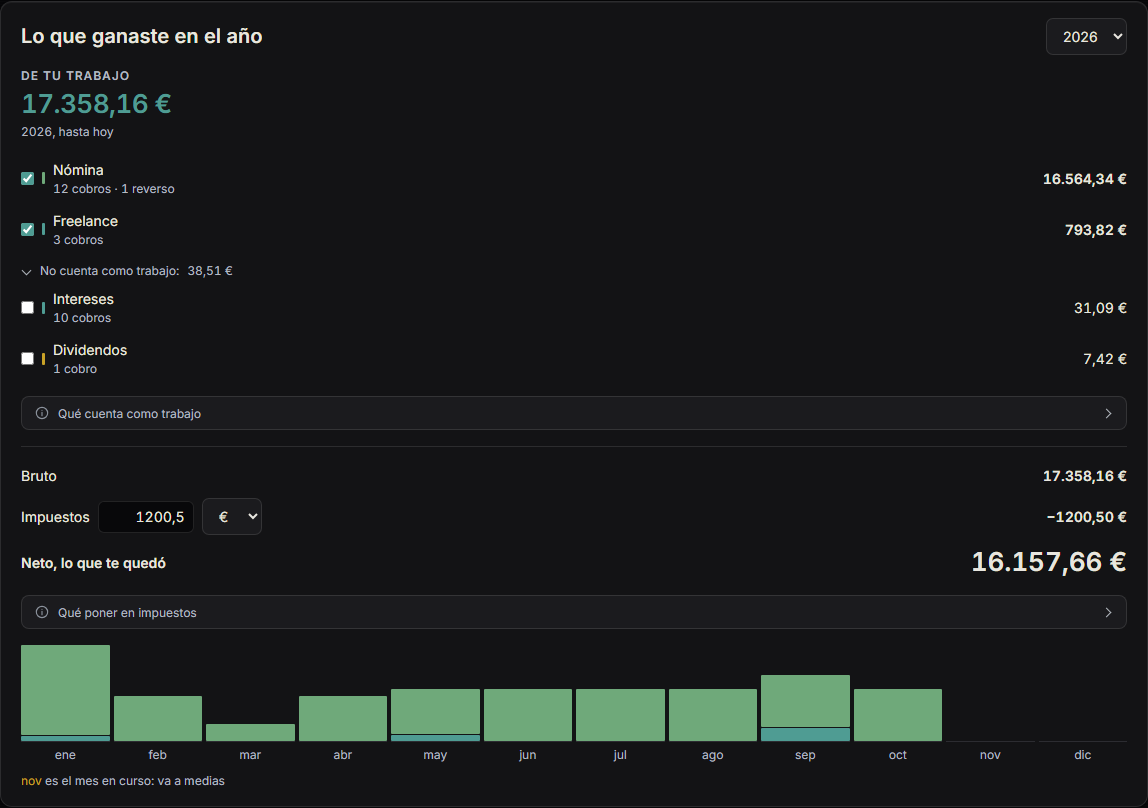 Lo que ganaste en el año
2026
DE TU TRABAJO
17.358,16 €
2026, hasta hoy
Nómina
12 cobros · 1 reverso
16.564,34 €
Freelance
3 cobros
793,82 €
No cuenta como trabajo: 38,51 €
Intereses
10 cobros
31,09 €
Dividendos
1 cobro
7,42 €
Qué cuenta como trabajo
Bruto
17.358,16 €
Impuestos
1200,5
€
−1200,50 €
Neto, lo que te quedó
16.157,66 €
Qué poner en impuestos
ene feb mar abr may jun jul ago sep oct nov dic
nov es el mes en curso: va a medias